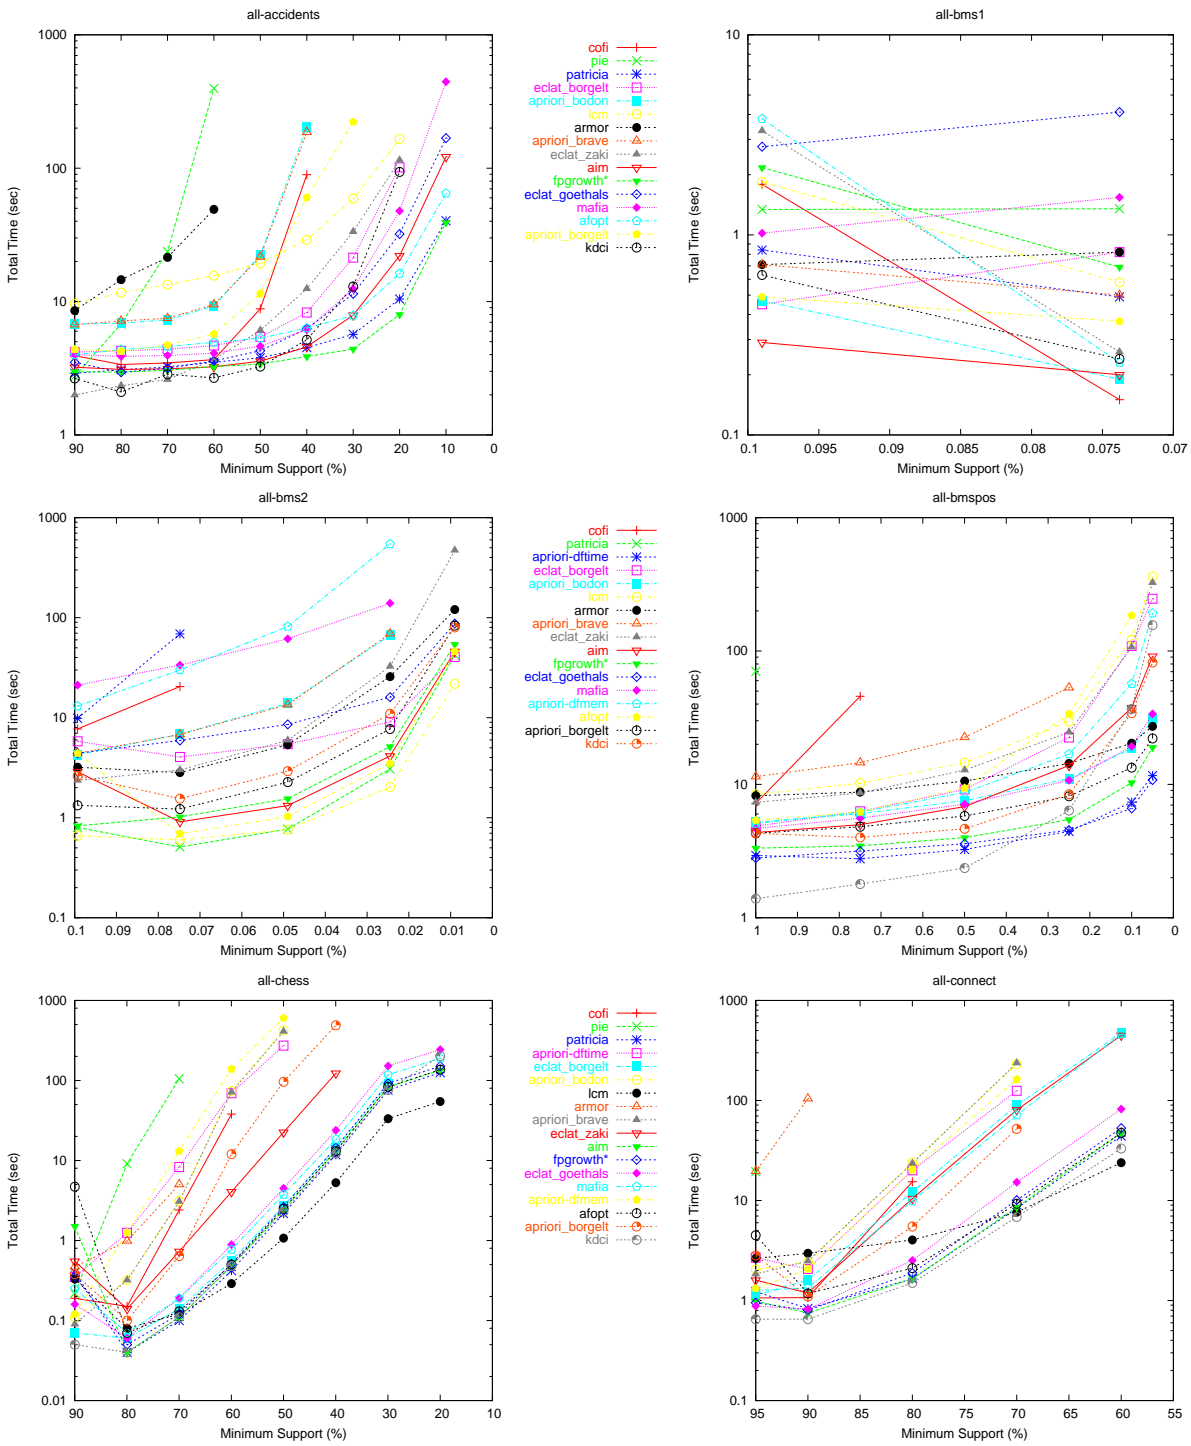 all-accidents
1000
100
10
1
Total Time (sec)
90 80 70 60 50 40 30 20 10 0
Minimum Support (%)
cofi
pie
patricia
eclat_borgelt
apriori_bodon
lcm
armor
apriori_brave
eclat_zaki
aim
fpgrowth*
eclat_goethals
mafia
afopt
apriori_borgelt
kdci
all-bms1
10
1
0.1
Total Time (sec)
0.1 0.095 0.09 0.085 0.08 0.075 0.07
Minimum Support (%)
all-bms2
1000
100
10
1
0.1
Total Time (sec)
0.1 0.09 0.08 0.07 0.06 0.05 0.04 0.03 0.02 0.01 0
Minimum Support (%)
cofi
patricia
apriori-dftime
eclat_borgelt
apriori_bodon
lcm
armor
apriori_brave
eclat_zaki
aim
fpgrowth*
eclat_goethals
mafia
apriori-dfmem
afopt
apriori_borgelt
kdci
all-bmspos
1000
100
10
1
Total Time (sec)
1 0.9 0.8 0.7 0.6 0.5 0.4 0.3 0.2 0.1 0
Minimum Support (%)
all-chess
1000
100
10
1
0.1
0.01
Total Time (sec)
90 80 70 60 50 40 30 20 10
Minimum Support (%)
cofi
pie
patricia
apriori-dftime
eclat_borgelt
apriori_bodon
lcm
armor
apriori_brave
eclat_zaki
aim
fpgrowth*
eclat_goethals
mafia
apriori-dfmem
afopt
apriori_borgelt
kdci
all-connect
1000
100
10
1
0.1
Total Time (sec)
95 90 85 80 75 70 65 60 55
Minimum Support (%)